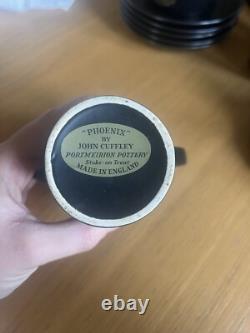 "PHOENIX"
BY
JOHN CUFFLEY
PORTMEIRION POTTERY
Stoke-on Trent
MADE IN ENGLAND